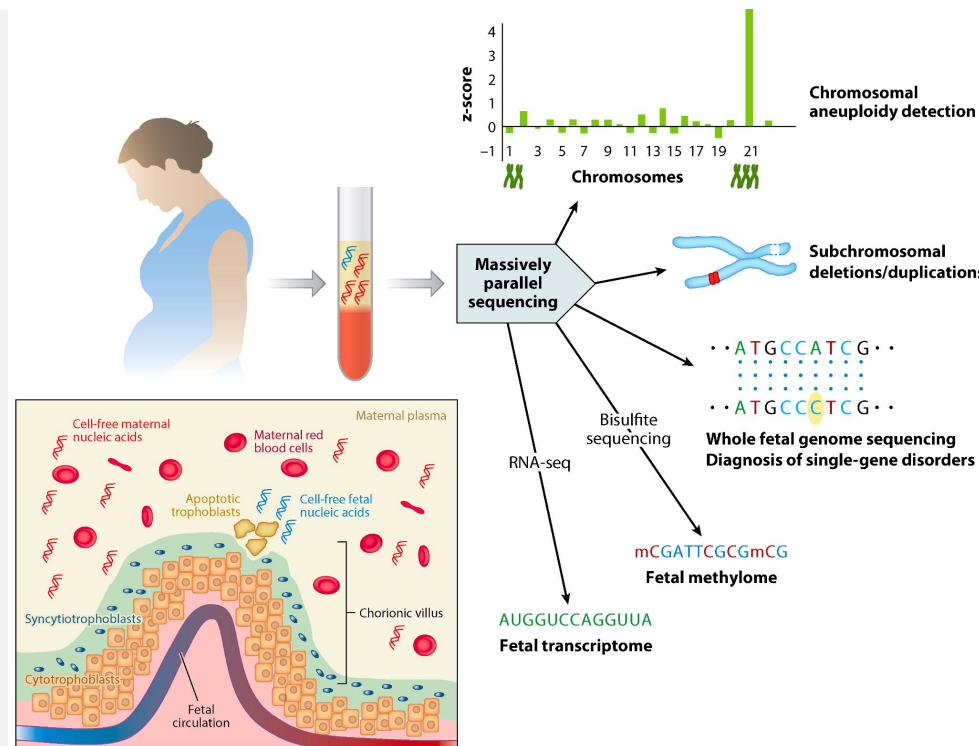 4
3
2
1
0
−1
z-score
1 3 5 7 9 11 13 15 17 19 21
Chromosomes
Chromosomal
aneuploidy detection
Massively
parallel
sequencing
Subchromosomal
deletions/duplications
· · A T G C C A T C G · ·
· · A T G C C C T C G · ·
Whole fetal genome sequencing
Diagnosis of single-gene disorders
Bisulfite
sequencing
RNA-seq
mCGATTCGCGmCG
Fetal methylome
AUGGUCCAGGUUA
Fetal transcriptome
Maternal plasma
Cell-free maternal
nucleic acids
Maternal red
blood cells
Apoptotic
trophoblasts
Cell-free fetal
nucleic acids
Chorionic villus
Syncytiotrophoblasts
Cytotrophoblasts
Fetal
circulation